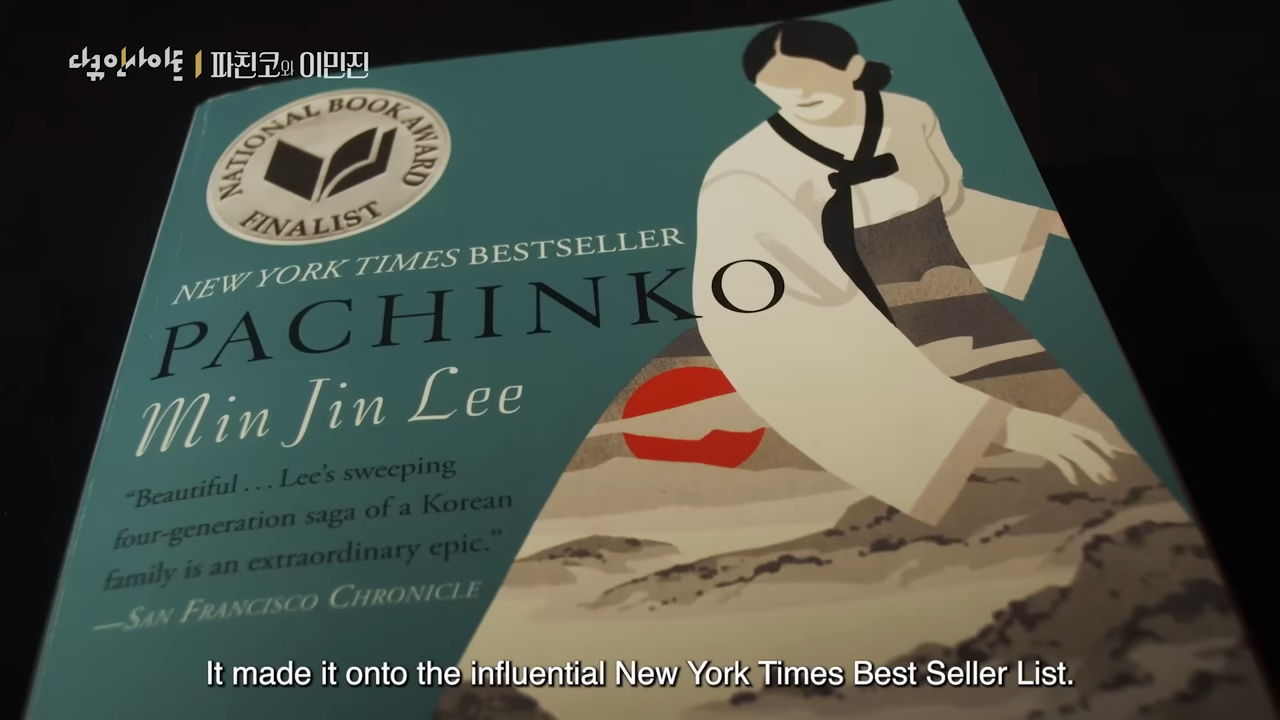 다큐 인사이트 | 파친코와 이민진
NATIONAL BOOK AWARD
FINALIST
NEW YORK TIMES BESTSELLER
PACHINKO
Min Jin Lee
“Beautiful . . . Lee’s sweeping
four-generation saga of a Korean
family is an extraordinary epic.”
—SAN FRANCISCO CHRONICLE
It made it onto the influential New York Times Best Seller List.